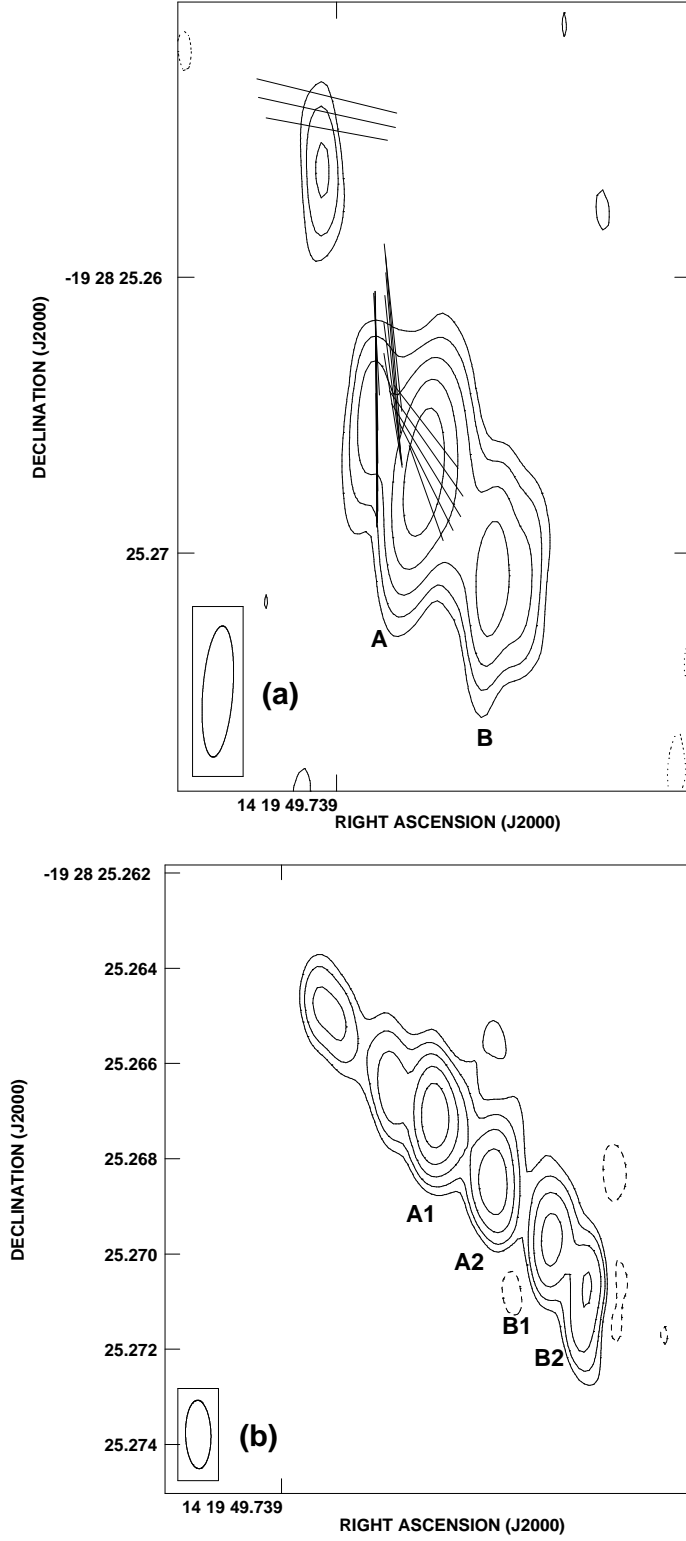 -19 28 25.26
DECLINATION (J2000)
25.27
A
(a)
B
14 19 49.739
RIGHT ASCENSION (J2000)
-19 28 25.262
25.264
25.266
25.268
DECLINATION (J2000)
A1
A2
25.270
B1
25.272
B2
25.274
(b)
14 19 49.739
RIGHT ASCENSION (J2000)